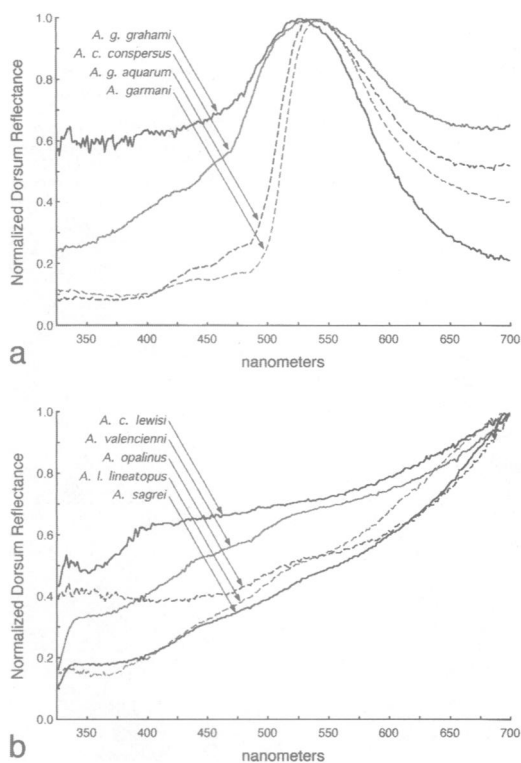 A. g. grahami
A. c. conspersus
A. g. aquarum
A. garmani
Normalized Dorsum Reflectance
1.0
0.8
0.6
0.4
0.2
0.0
350 400 450 500 550 600 650 700
nanometers
a
A. c. lewisi
A. valencienni
A. opalinus
A. l. lineatopus
A. sagrei
Normalized Dorsum Reflectance
1.0
0.8
0.6
0.4
0.2
0.0
350 400 450 500 550 600 650 700
nanometers
b